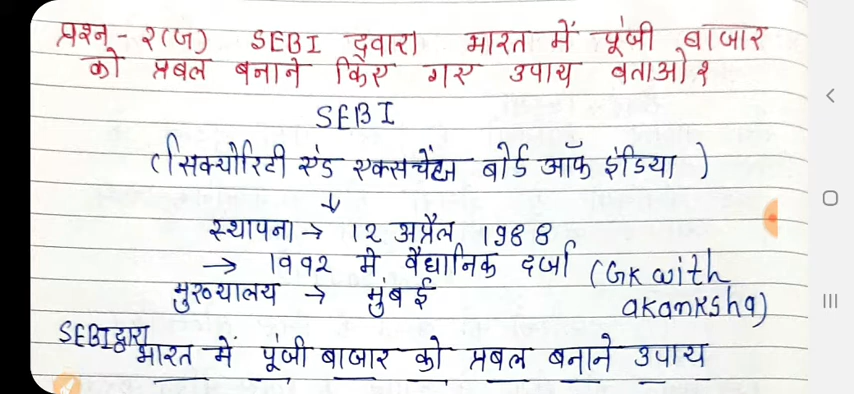 प्रश्न - २(ज) SEBI द्वारा भारत में पूंजी बाजार
को प्रबल बनाने किए गए उपाय बताओ?
SEBI
(सिक्योरिटी एंड एक्सचेंज बोर्ड ऑफ इंडिया)
↓
स्थापना → 12 अप्रैल 1988
→ १९९२ में वैधानिक दर्जा (GK with
मुख्यालय → मुंबई akanksha)
SEBI द्वारा
भारत में पूंजी बाजार को प्रबल बनाने उपाय